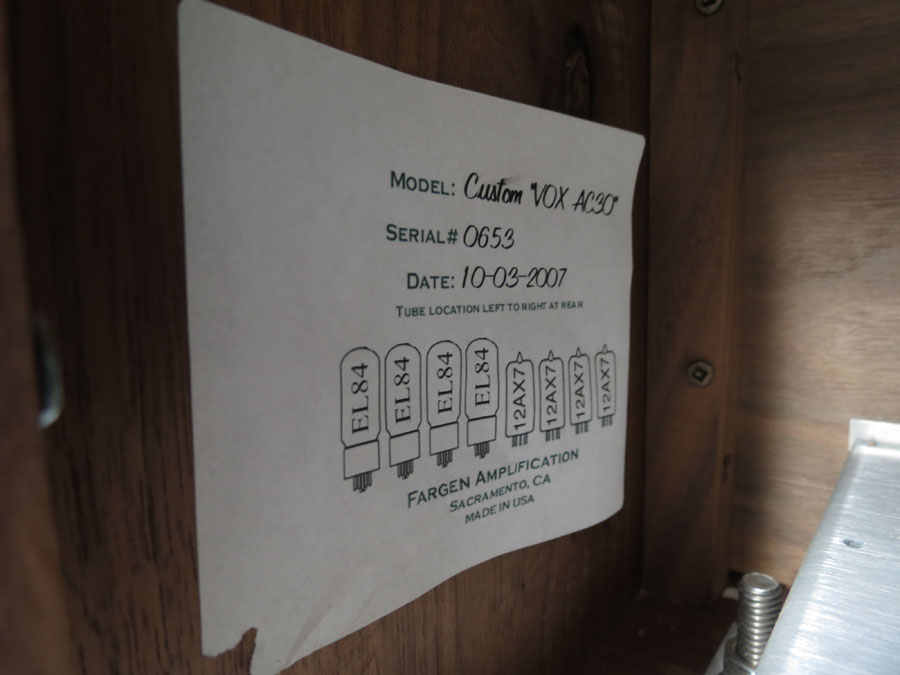 MODEL: Custom "VOX AC30"
SERIAL# 0653
DATE: 10-03-2007
TUBE LOCATION LEFT TO RIGHT AT REAR
EL84 EL84 EL84 EL84 12AX7 12AX7 12AX7 12AX7
FARGEN AMPLIFICATION
SACRAMENTO, CA
MADE IN USA